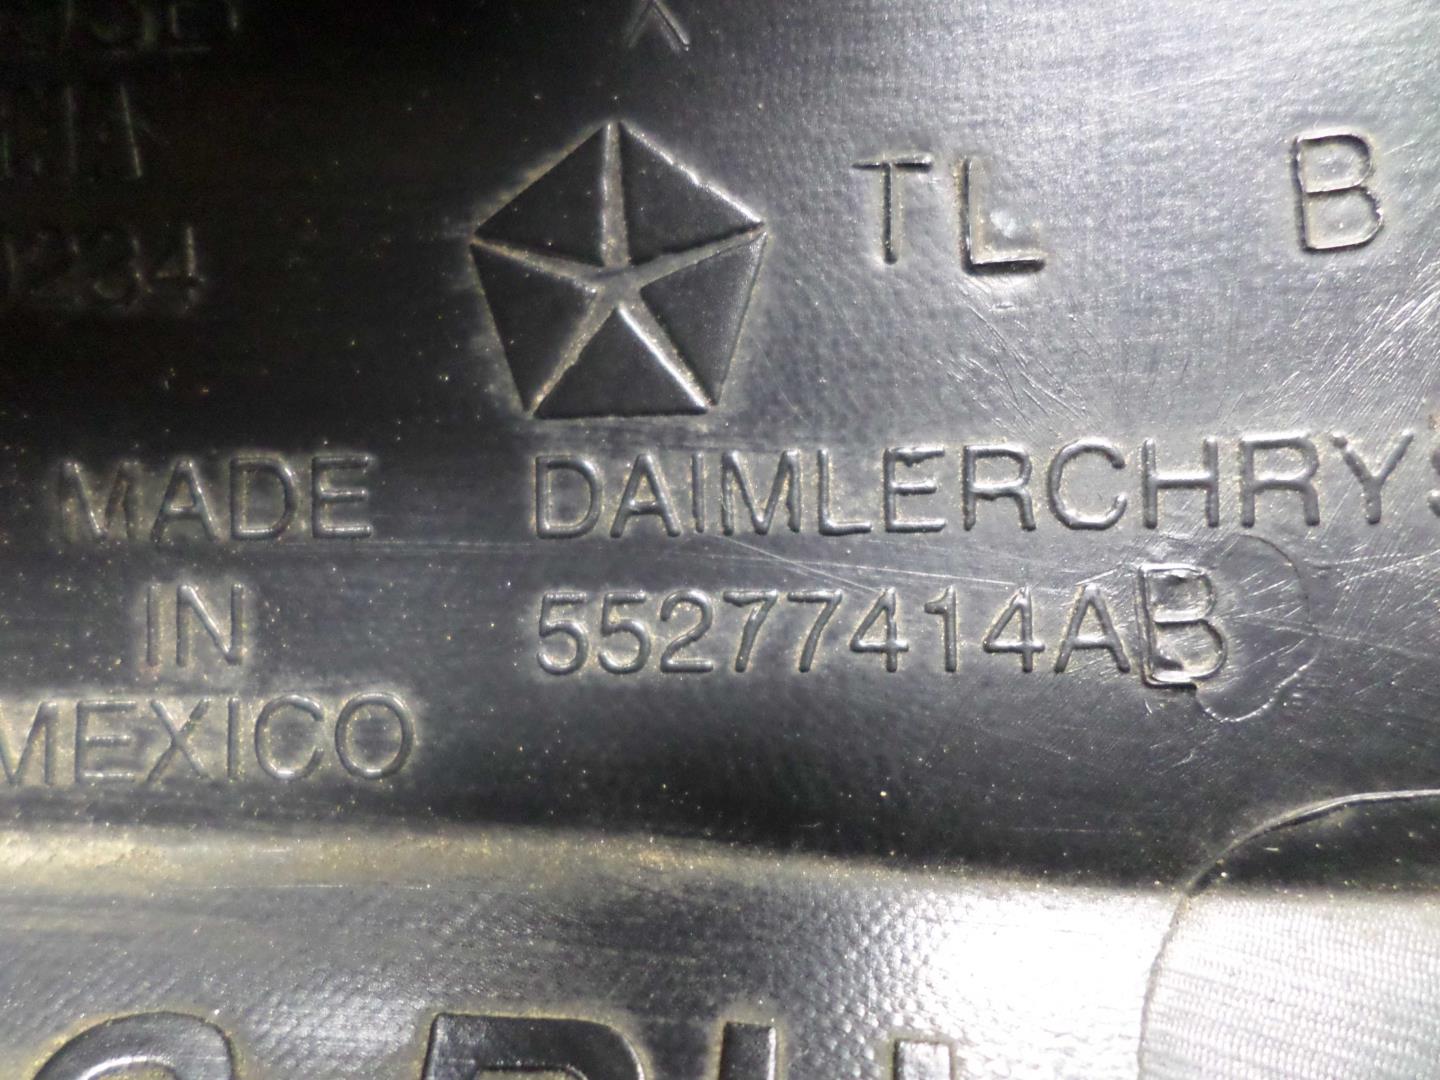 TL B
MADE DAIMLERCHRYS
IN 55277414AB
MEXICO